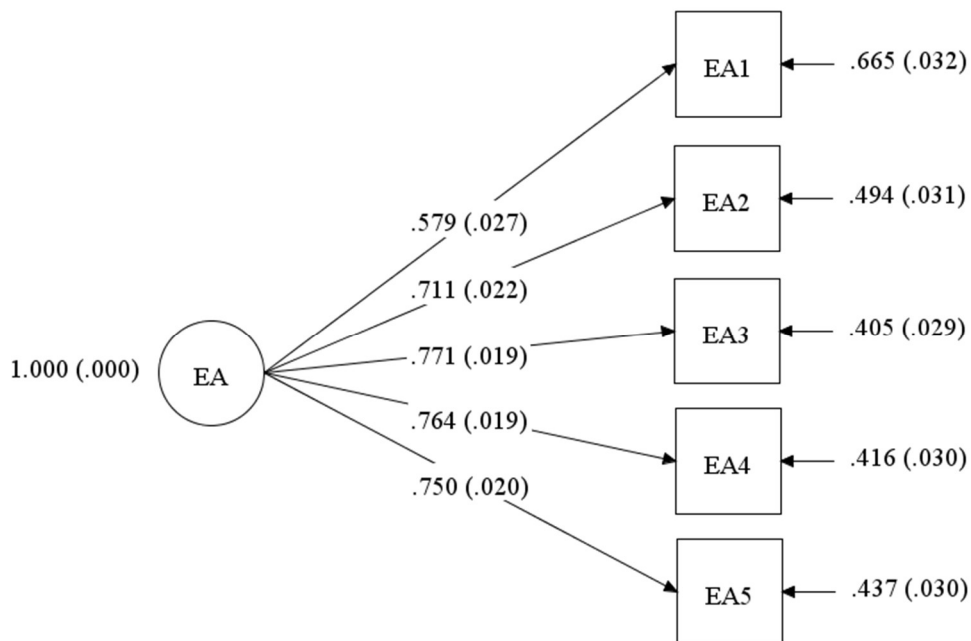 EA1
.665 (.032)
EA2
.494 (.031)
.579 (.027)
.711 (.022)
EA3
.405 (.029)
.771 (.019)
1.000 (.000)
EA
.764 (.019)
EA4
.416 (.030)
.750 (.020)
EA5
.437 (.030)